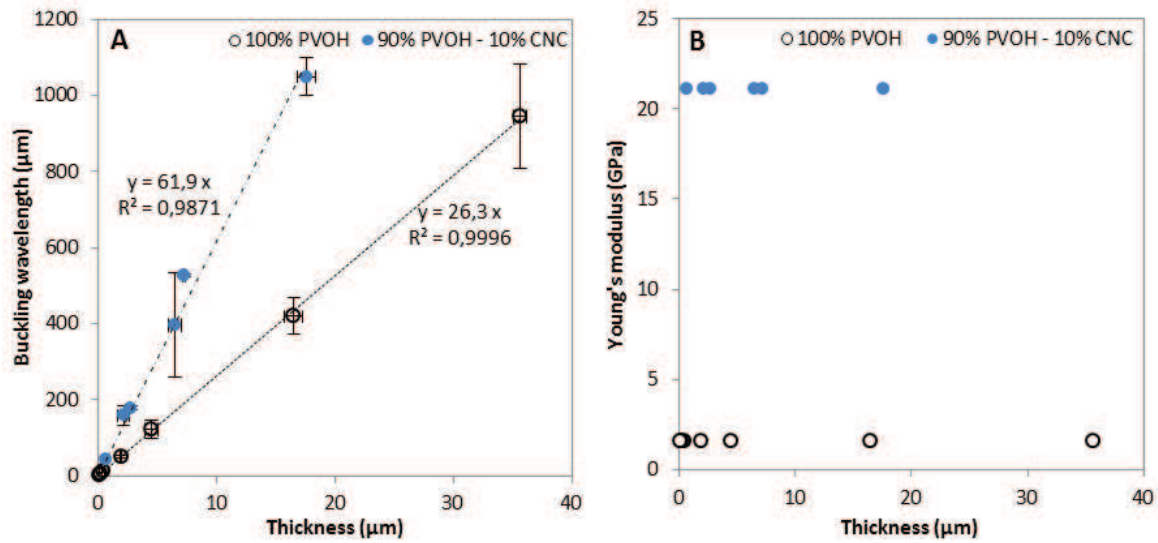 A
100% PVOH
90% PVOH - 10% CNC
1200
1000
800
600
400
200
0
Buckling wavelength (µm)
y = 61,9 x
R² = 0,9871
y = 26,3 x
R² = 0,9996
0
10
20
30
40
Thickness (µm)
B
100% PVOH
90% PVOH - 10% CNC
25
20
15
10
5
0
Young's modulus (GPa)
0
10
20
30
40
Thickness (µm)